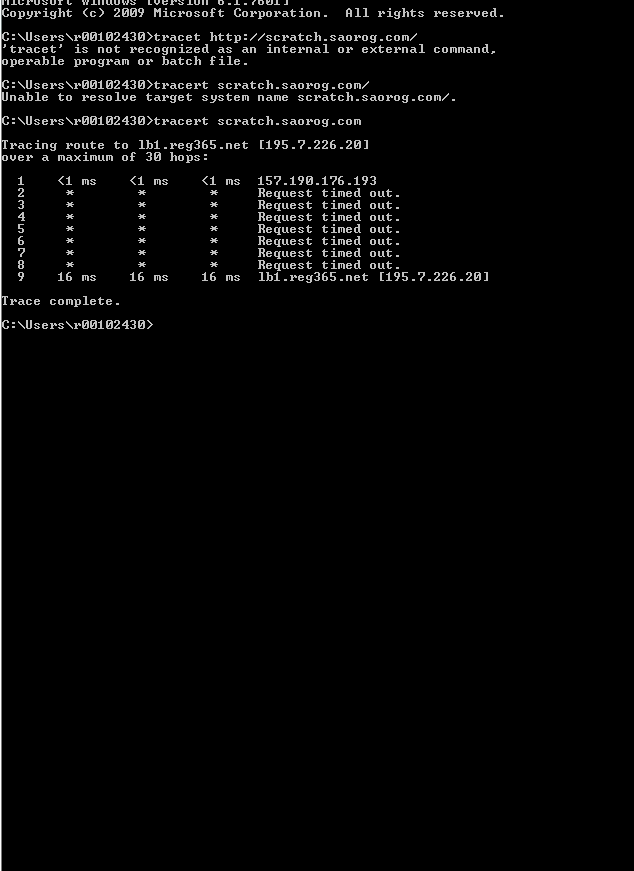 Microsoft Windows [Version 6.1.7601]
Copyright (c) 2009 Microsoft Corporation.  All rights reserved.
C:\Users\r00102430>tracet http://scratch.saorog.com/
'tracet' is not recognized as an internal or external command,
operable program or batch file.
C:\Users\r00102430>tracert scratch.saorog.com/
Unable to resolve target system name scratch.saorog.com/.
C:\Users\r00102430>tracert scratch.saorog.com
Tracing route to lb1.reg365.net [195.7.226.20]
over a maximum of 30 hops:
  1    <1 ms    <1 ms    <1 ms  157.190.176.193
  2     *        *        *     Request timed out.
  3     *        *        *     Request timed out.
  4     *        *        *     Request timed out.
  5     *        *        *     Request timed out.
  6     *        *        *     Request timed out.
  7     *        *        *     Request timed out.
  8     *        *        *     Request timed out.
  9    16 ms    16 ms    16 ms  lb1.reg365.net [195.7.226.20]
Trace complete.
C:\Users\r00102430>